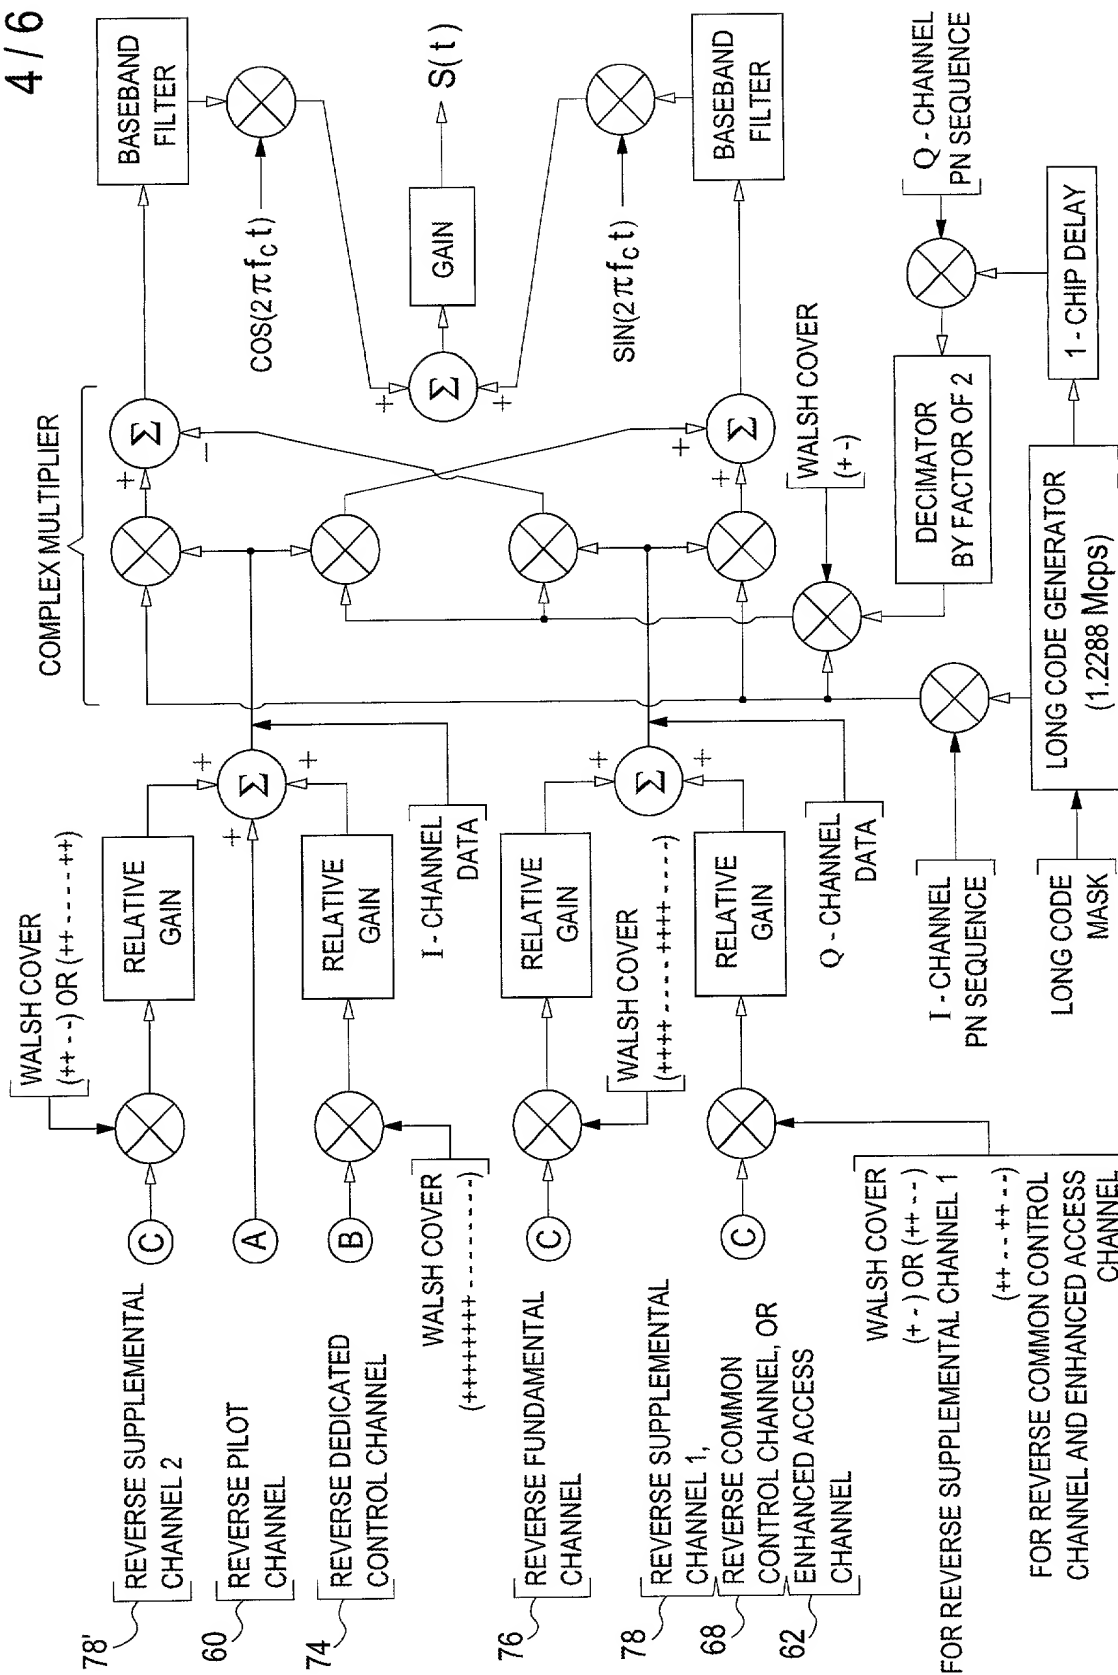 4 / 6
78'
REVERSE SUPPLEMENTAL
CHANNEL 2
C
WALSH COVER
(++ - -) OR (++ - - - - ++)
RELATIVE
GAIN
60
REVERSE PILOT
CHANNEL
A
74
REVERSE DEDICATED
CONTROL CHANNEL
B
WALSH COVER
(++++++++ - - - - - - - -)
RELATIVE
GAIN
+
+
+
Σ
I - CHANNEL
DATA
76
REVERSE FUNDAMENTAL
CHANNEL
C
WALSH COVER
(++++ - - - - ++++ - - - -)
RELATIVE
GAIN
78
REVERSE SUPPLEMENTAL
CHANNEL 1,
68
REVERSE COMMON
CONTROL CHANNEL, OR
62
ENHANCED ACCESS
CHANNEL
C
RELATIVE
GAIN
+
+
Σ
Q - CHANNEL
DATA
WALSH COVER
(+ -) OR (++ - -)
FOR REVERSE SUPPLEMENTAL CHANNEL 1
(++ - - ++ - -)
FOR REVERSE COMMON CONTROL
CHANNEL AND ENHANCED ACCESS
CHANNEL
COMPLEX MULTIPLIER
+
-
Σ
+
+
Σ
BASEBAND
FILTER
COS(2πfct)
+
+
Σ
GAIN
S(t)
SIN(2πfct)
BASEBAND
FILTER
WALSH COVER
(+ -)
I - CHANNEL
PN SEQUENCE
LONG CODE
MASK
LONG CODE GENERATOR
(1.2288 Mcps)
1 - CHIP DELAY
DECIMATOR
BY FACTOR OF 2
Q - CHANNEL
PN SEQUENCE